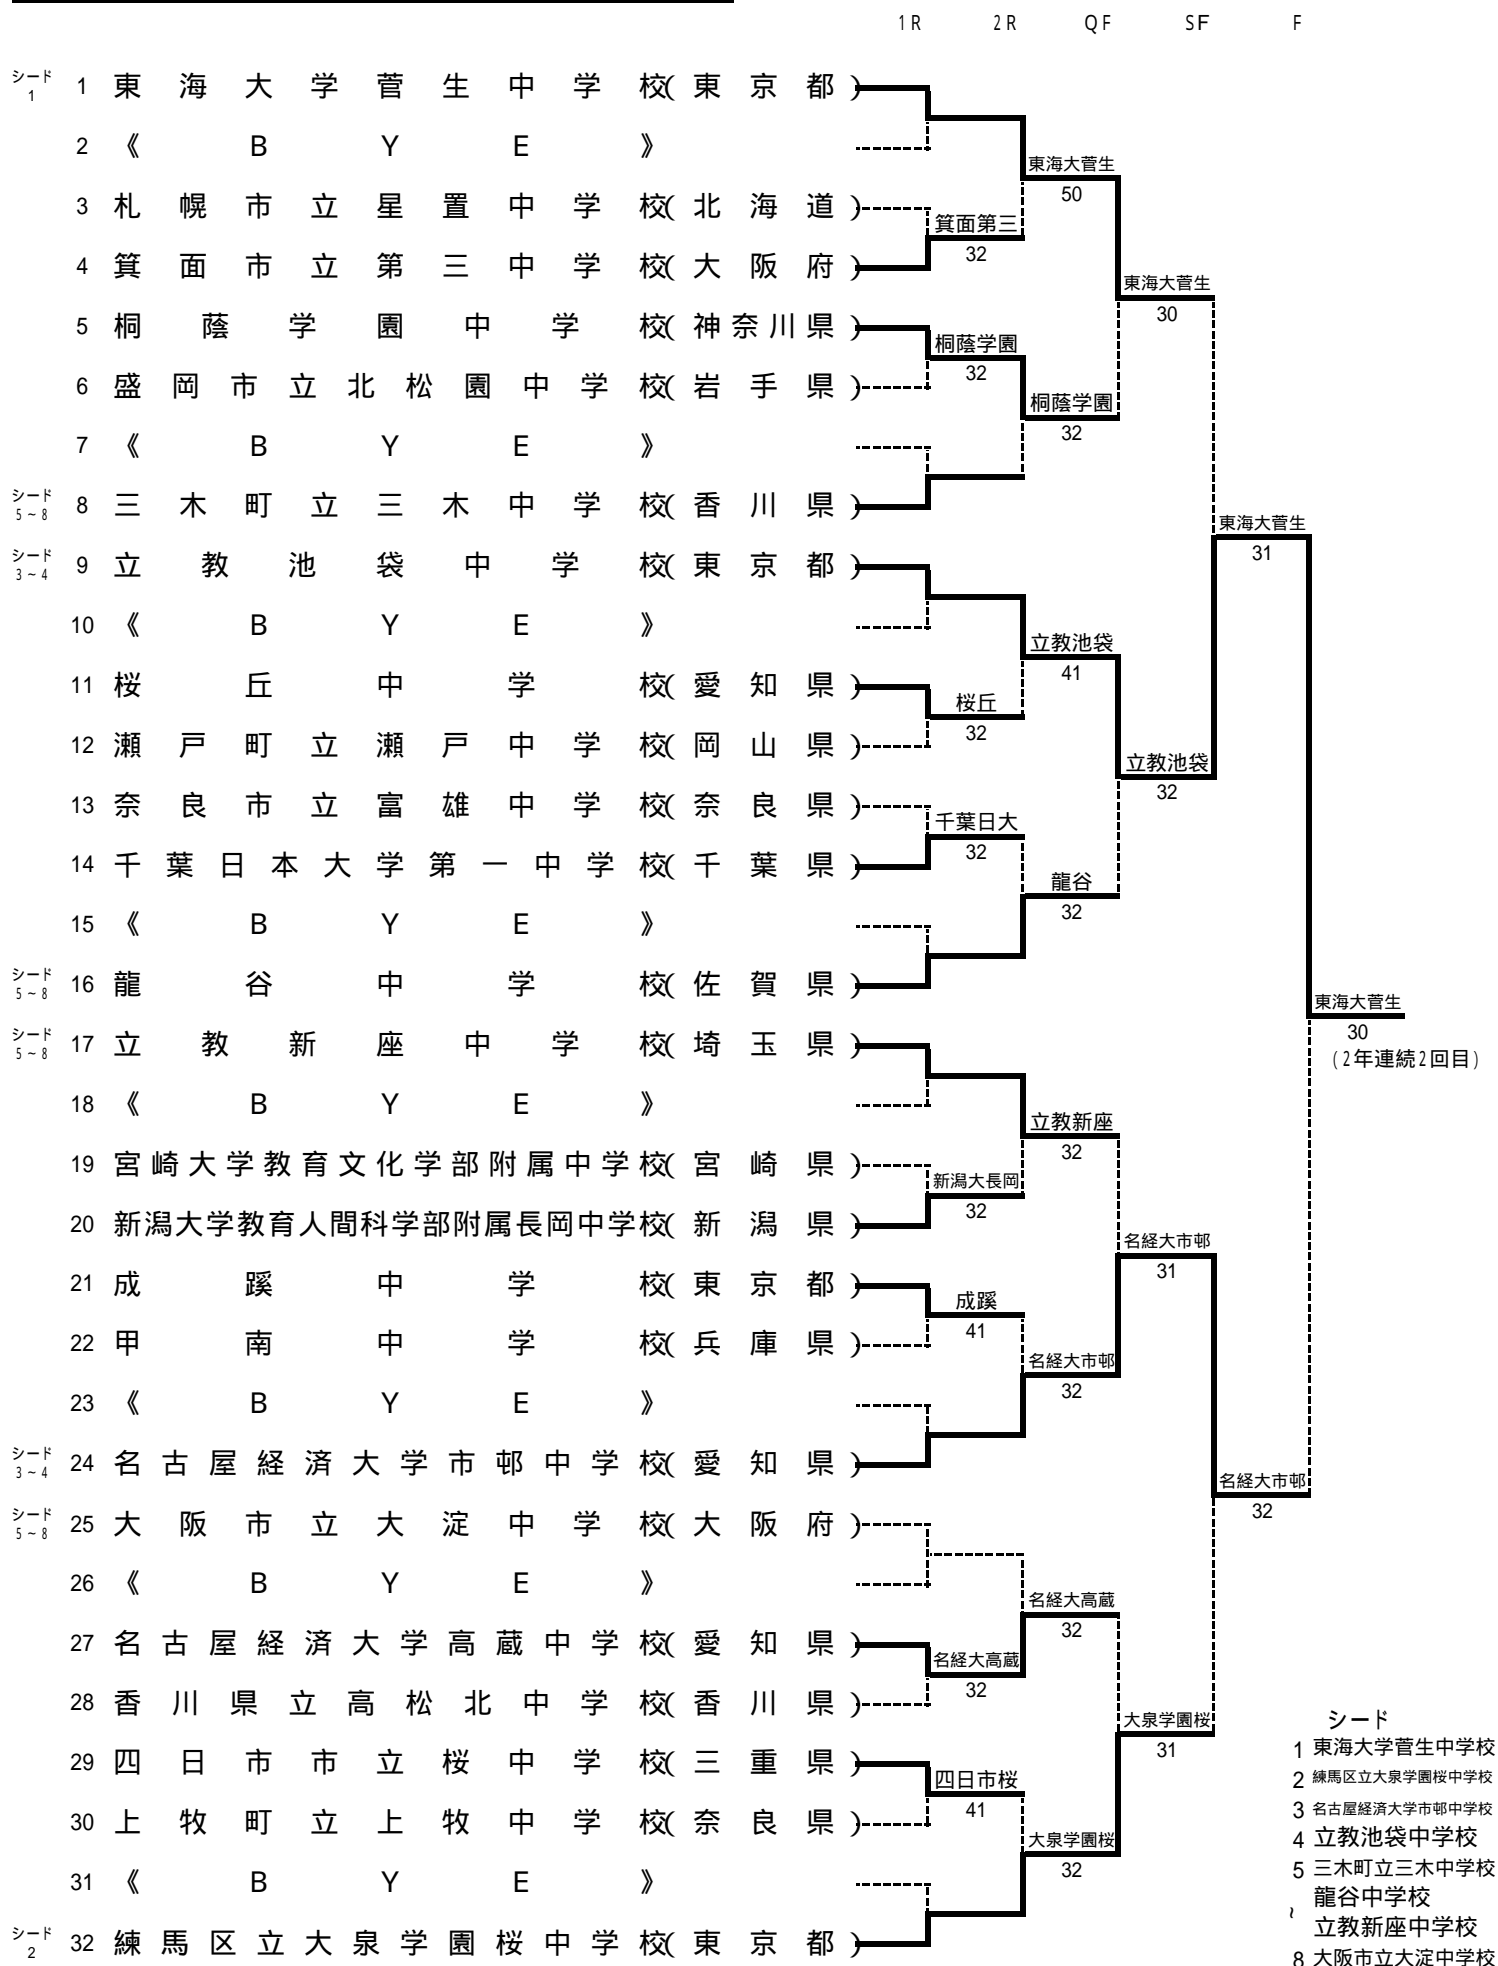 1R 2R QF SF F
シード 1 1 東海大学菅生中学校(東京都)
2 《BYE》
東海大菅生
50
3 札幌市立星置中学校(北海道)
箕面第三
32
4 箕面市立第三中学校(大阪府)
東海大菅生
30
5 桐蔭学園中学校(神奈川県)
桐蔭学園
32
6 盛岡市立北松園中学校(岩手県)
桐蔭学園
32
7 《BYE》
シード 5~8 8 三木町立三木中学校(香川県)
東海大菅生
31
シード 3~4 9 立教池袋中学校(東京都)
10 《BYE》
立教池袋
41
11 桜丘中学校(愛知県)
桜丘
32
12 瀬戸町立瀬戸中学校(岡山県)
立教池袋
32
13 奈良市立富雄中学校(奈良県)
千葉日大
32
14 千葉日本大学第一中学校(千葉県)
龍谷
32
15 《BYE》
シード 5~8 16 龍谷中学校(佐賀県)
東海大菅生
30
(2年連続2回目)
シード 5~8 17 立教新座中学校(埼玉県)
18 《BYE》
立教新座
32
19 宮崎大学教育文化学部附属中学校(宮崎県)
新潟大長岡
32
20 新潟大学教育人間科学部附属長岡中学校(新潟県)
名経大市邨
31
21 成蹊中学校(東京都)
成蹊
41
22 甲南中学校(兵庫県)
名経大市邨
32
23 《BYE》
シード 3~4 24 名古屋経済大学市邨中学校(愛知県)
名経大市邨
32
シード 5~8 25 大阪市立大淀中学校(大阪府)
26 《BYE》
名経大高蔵
32
27 名古屋経済大学高蔵中学校(愛知県)
名経大高蔵
32
28 香川県立高松北中学校(香川県)
大泉学園桜
31
29 四日市市立桜中学校(三重県)
四日市桜
41
30 上牧町立上牧中学校(奈良県)
大泉学園桜
32
31 《BYE》
シード 2 32 練馬区立大泉学園桜中学校(東京都)
シード
1 東海大学菅生中学校
2 練馬区立大泉学園桜中学校
3 名古屋経済大学市邨中学校
4 立教池袋中学校
5 三木町立三木中学校
龍谷中学校
~
立教新座中学校
8 大阪市立大淀中学校